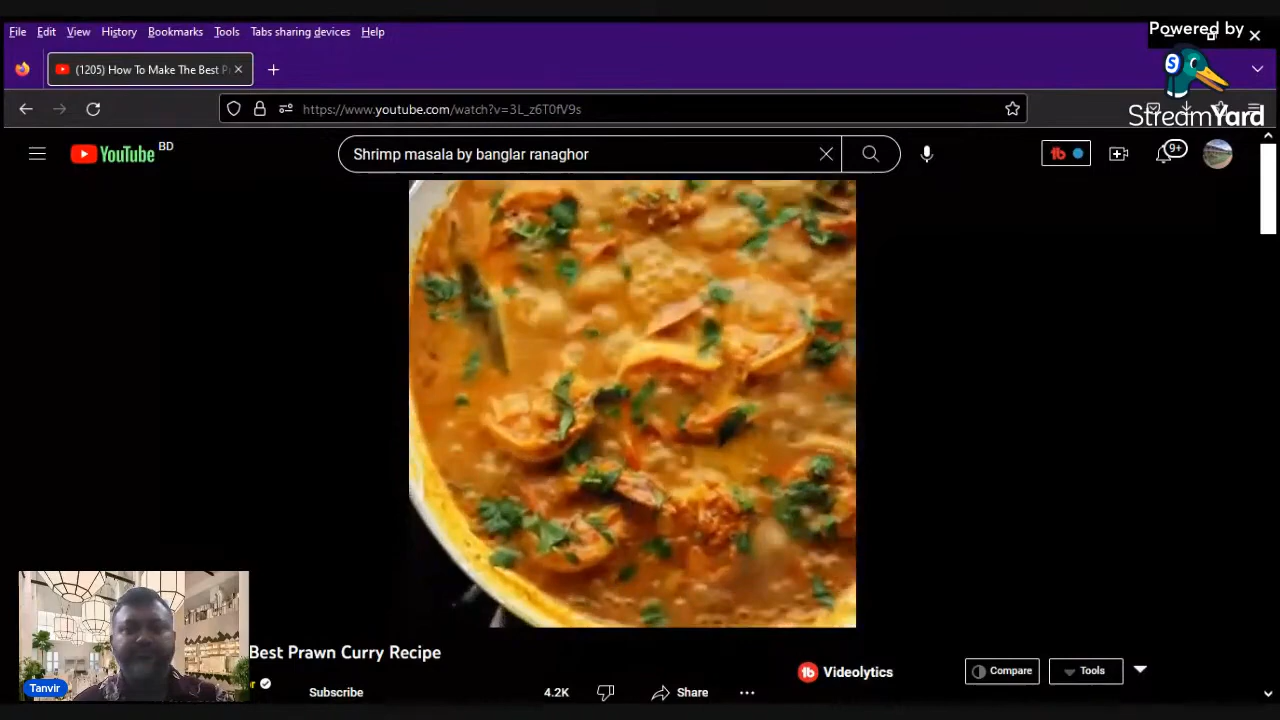 File Edit View History Bookmarks Tools Tabs sharing devices Help
Powered by
StreamYard
(1205) How To Make The Best P
https://www.youtube.com/watch?v=3L_z6T0fV9s
YouTube BD
Shrimp masala by banglar ranaghor
9+
Best Prawn Curry Recipe
Subscribe
4.2K
Share
Videolytics
Compare
Tools
Tanvir